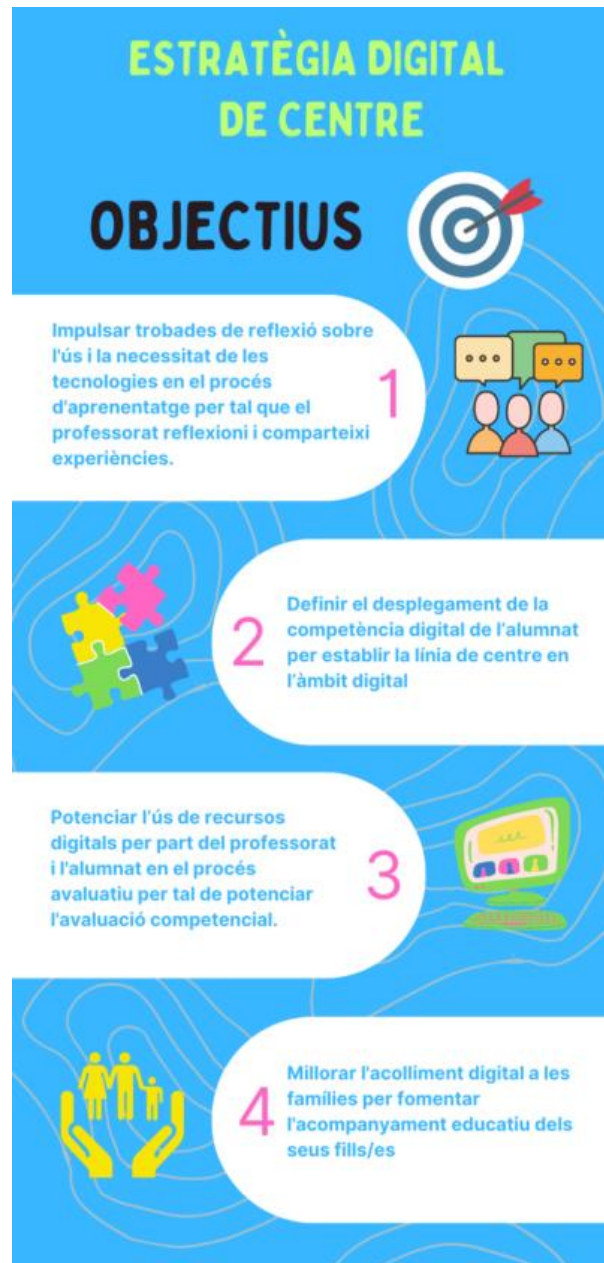 ESTRATÈGIA DIGITAL
DE CENTRE
OBJECTIUS
Impulsar trobades de reflexió sobre
l'ús i la necessitat de les
tecnologies en el procés
d'aprenentatge per tal que el
professorat reflexioni i comparteixi
experiències.
1
2
Definir el desplegament de la
competència digital de l'alumnat
per establir la línia de centre en
l'àmbit digital
Potenciar l'ús de recursos
digitals per part del professorat
i l'alumnat en el procés
avaluatiu per tal de potenciar
l'avaluació competencial.
3
4
Millorar l'acolliment digital a les
famílies per fomentar
l'acompanyament educatiu dels
seus fills/es